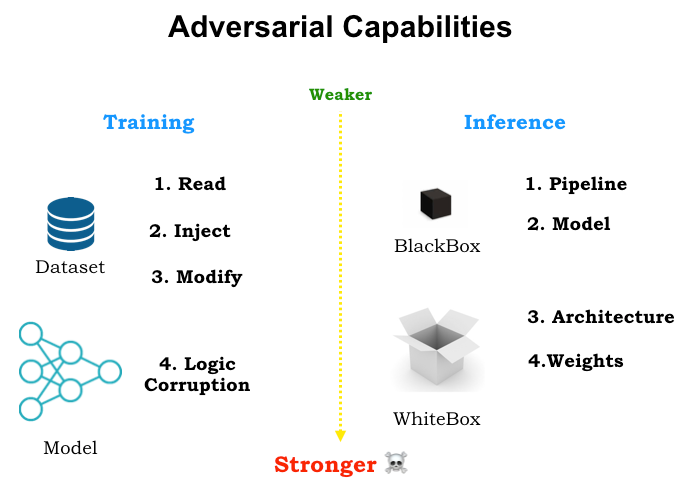 Adversarial Capabilities
Weaker
Training
Inference
1. Read
2. Inject
3. Modify
Dataset
4. Logic
Corruption
Model
1. Pipeline
2. Model
BlackBox
3. Architecture
4.Weights
WhiteBox
Stronger ☠️